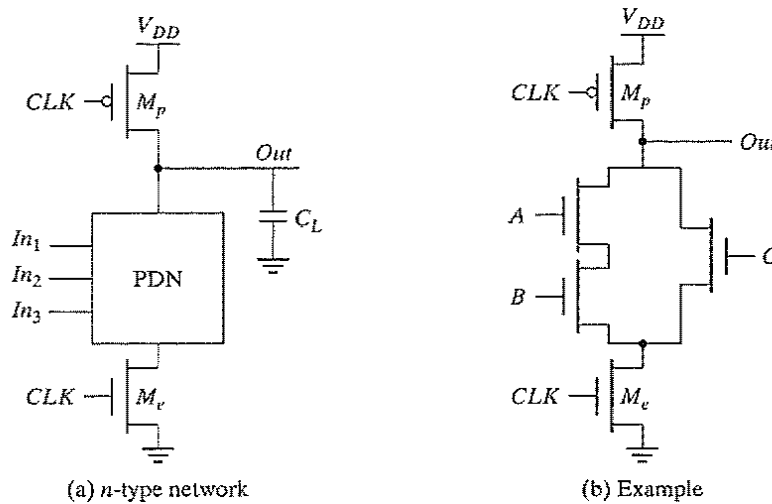 V_DD
CLK
M_p
Out
C_L
In_1
In_2
In_3
PDN
CLK
M_e
(a) n-type network
V_DD
CLK
M_p
Out
A
B
C
CLK
M_e
(b) Example